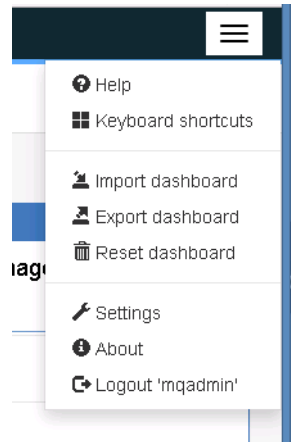 Help
Keyboard shortcuts
Import dashboard
Export dashboard
Reset dashboard
Settings
About
Logout 'mqadmin'